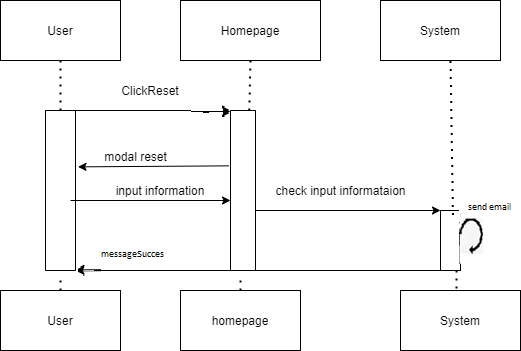 User
Homepage
System
ClickReset
modal reset
input information
check input informataion
send email
messageSucces
User
homepage
System